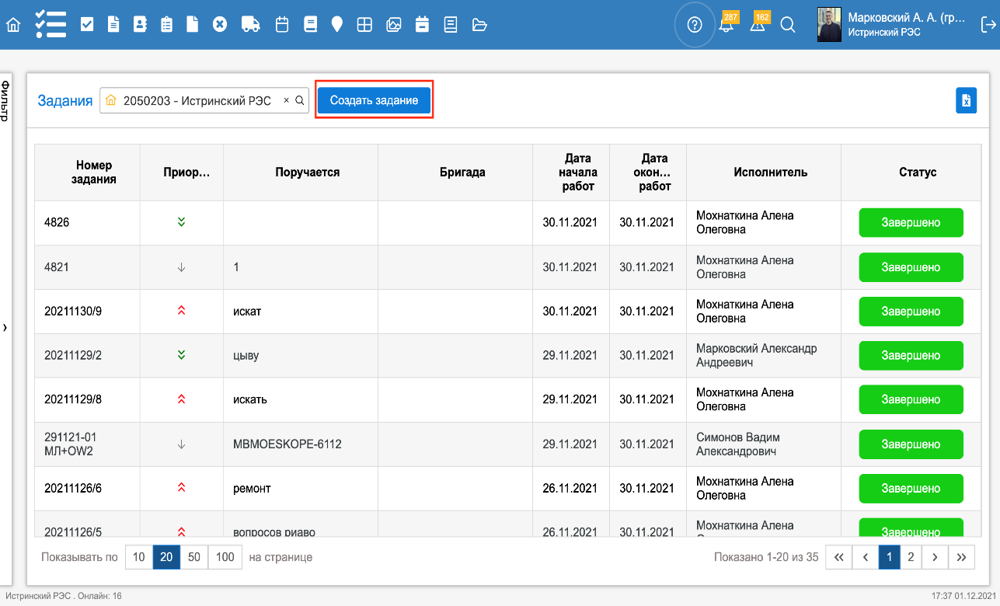 287
162
Марковский А. А. (гр...
Истринский РЭС
Фильтр
Задания
2050203 - Истринский РЭС
Создать задание
Номер задания
Приор...
Поручается
Бригада
Дата начала работ
Дата окон... работ
Исполнитель
Статус
4826
30.11.2021
30.11.2021
Мохнаткина Алена Олеговна
Завершено
4821
1
30.11.2021
30.11.2021
Мохнаткина Алена Олеговна
Завершено
20211130/9
искат
30.11.2021
30.11.2021
Мохнаткина Алена Олеговна
Завершено
20211129/2
цыву
29.11.2021
30.11.2021
Марковский Александр Андреевич
Завершено
20211129/8
искать
29.11.2021
30.11.2021
Мохнаткина Алена Олеговна
Завершено
291121-01 МЛ+OW2
MBMOESKOPE-6112
29.11.2021
30.11.2021
Симонов Вадим Александрович
Завершено
20211126/6
ремонт
26.11.2021
30.11.2021
Мохнаткина Алена Олеговна
Завершено
20211126/5
вопросов риаво
26.11.2021
30.11.2021
Мохнаткина Алена
Завершено
Показывать по 10 20 50 100 на странице
Показано 1-20 из 35
1 2
Истринский РЭС . Онлайн: 16
17:37 01.12.2021